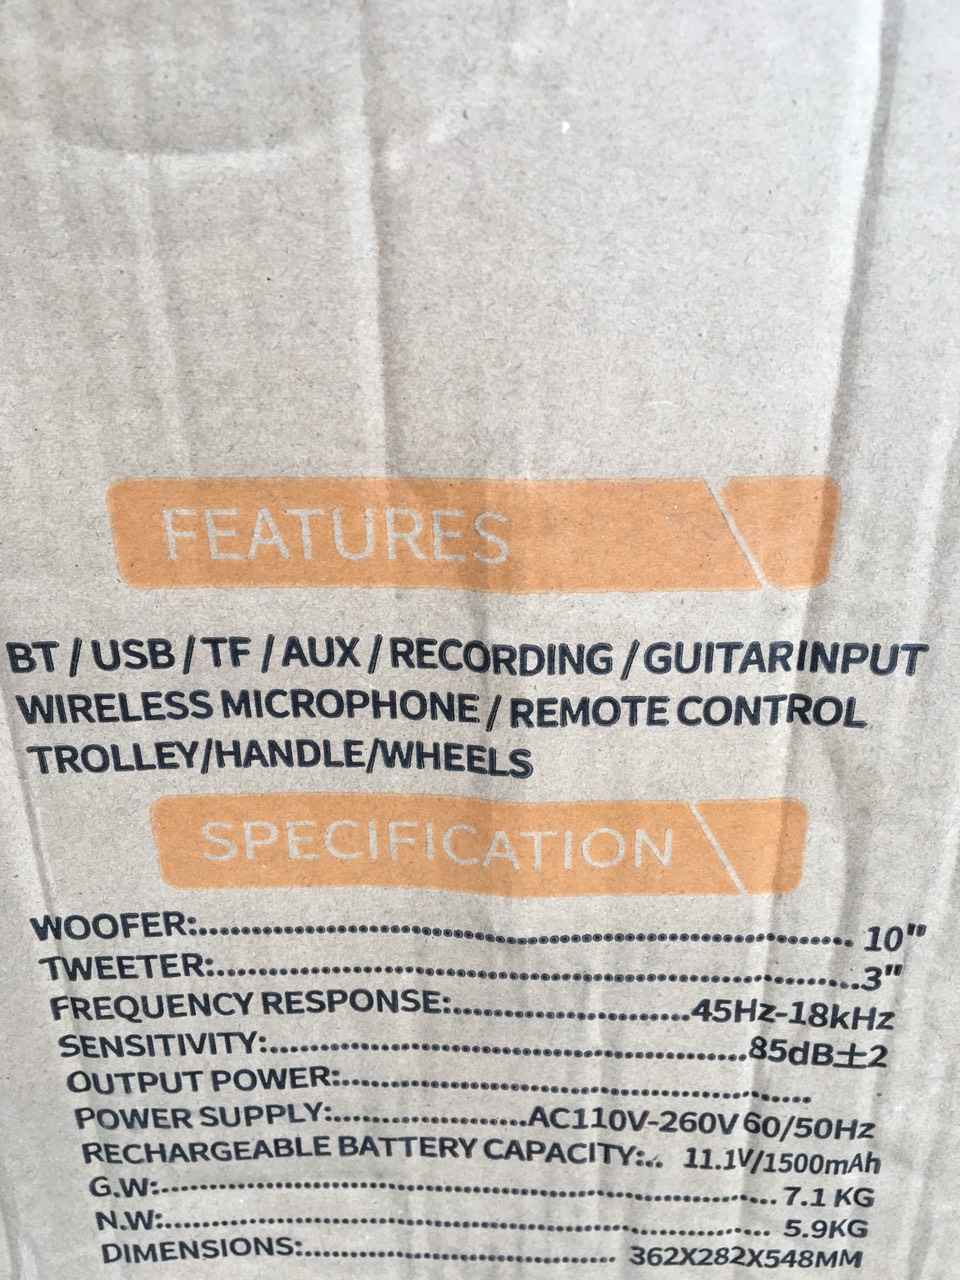 FEATURES
BT / USB / TF / AUX / RECORDING / GUITARINPUT
WIRELESS MICROPHONE / REMOTE CONTROL
TROLLEY/HANDLE/WHEELS
SPECIFICATION
WOOFER:.......................................................... 10"
TWEETER:..........................................................3"
FREQUENCY RESPONSE:......................45Hz-18kHz
SENSITIVITY:.............................................85dB±2
OUTPUT POWER:.............................................
POWER SUPPLY:..................AC110V-260V 60/50Hz
RECHARGEABLE BATTERY CAPACITY:.. 11.1V/1500mAh
G.W:.......................................................... 7.1 KG
N.W:.......................................................... 5.9KG
DIMENSIONS:............................. 362X282X548MM